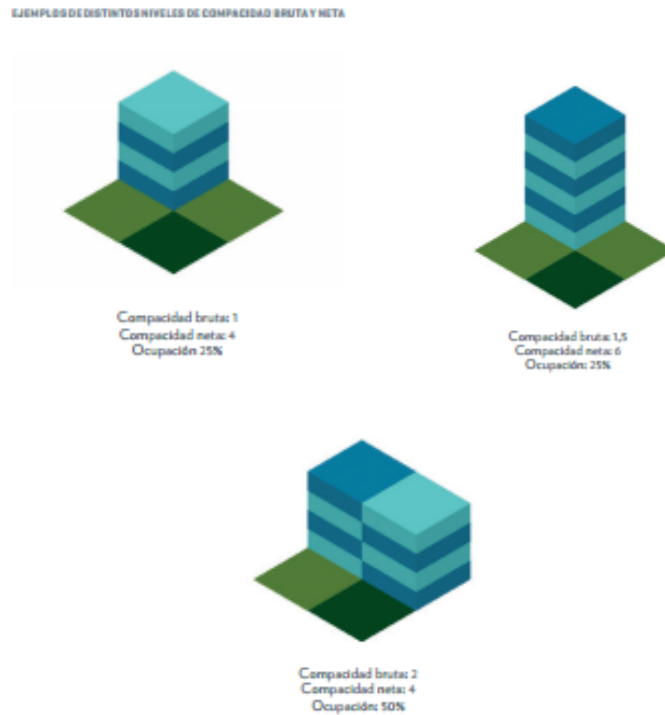 EJEMPLOS DE DISTINTOS NIVELES DE COMPACIDAD BRUTA Y NETA
Compacidad bruta: 1
Compacidad neta: 4
Ocupación 25%
Compacidad bruta: 1,5
Compacidad neta: 6
Ocupación: 25%
Compacidad bruta: 2
Compacidad neta: 4
Ocupación: 50%